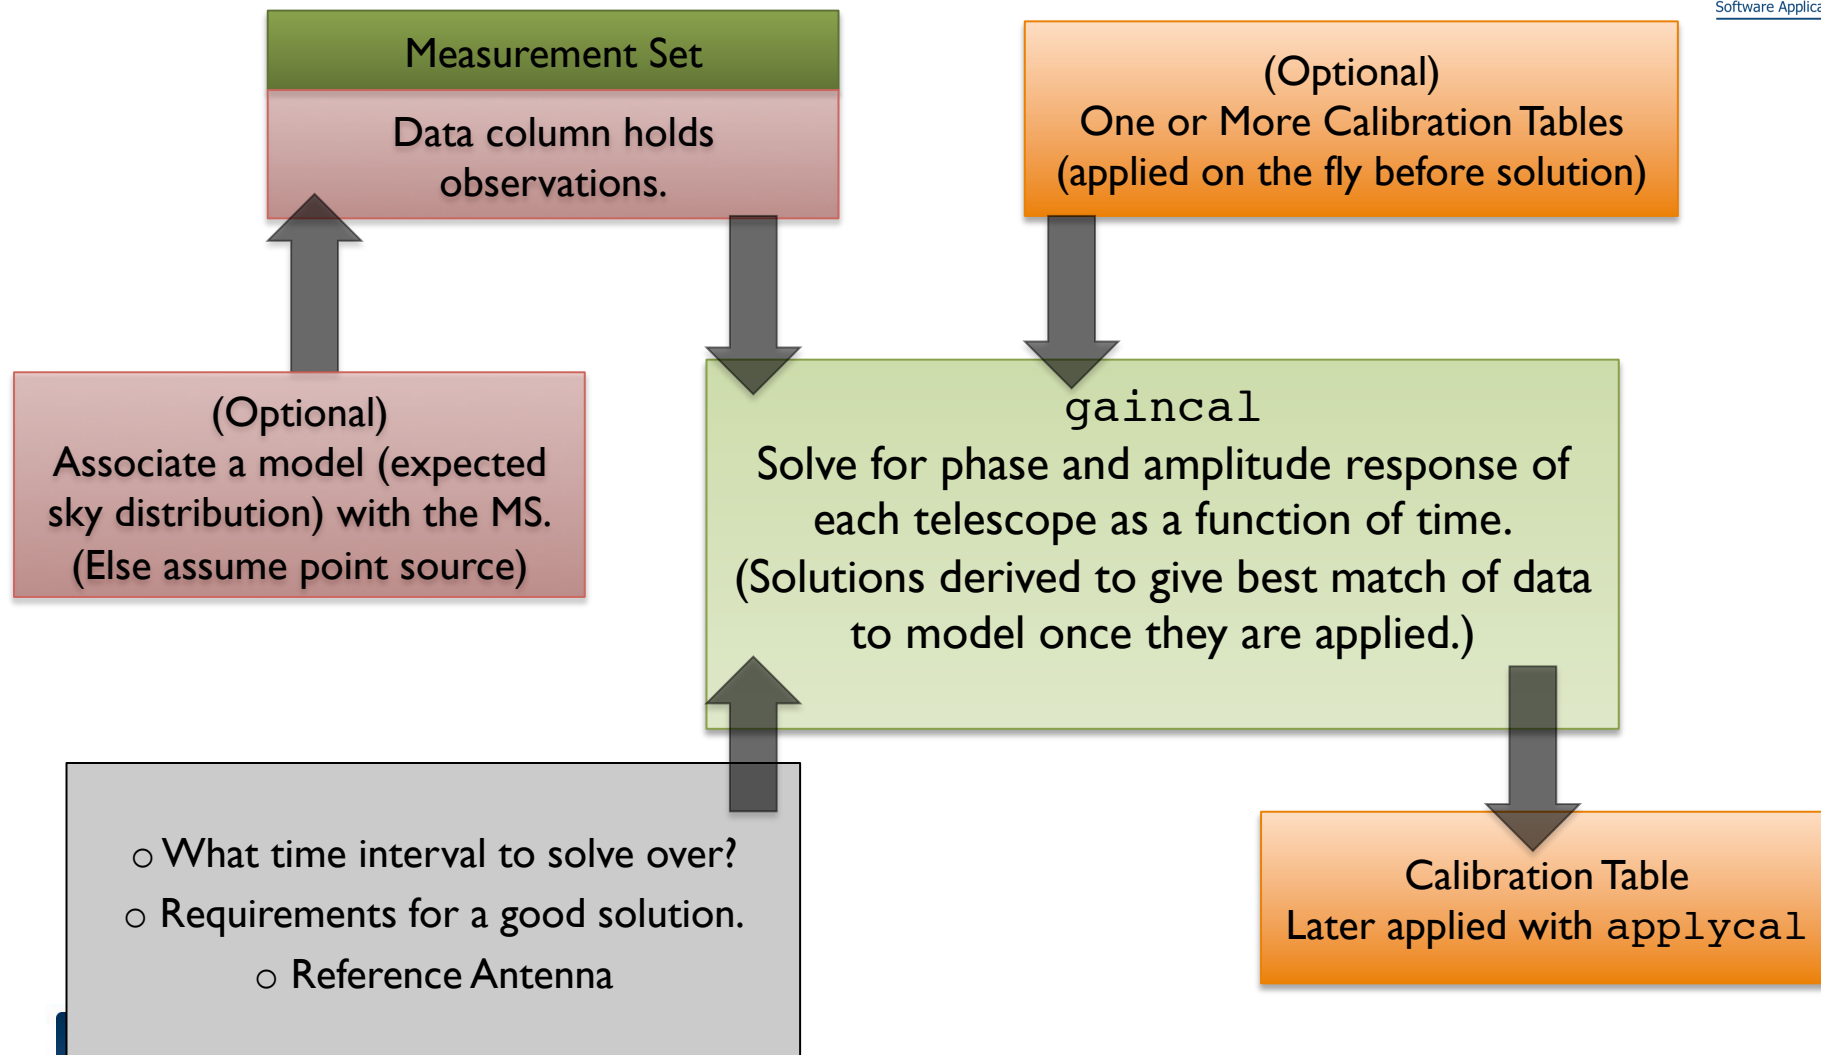 Software Applica
Measurement Set
Data column holds
observations.
(Optional)
One or More Calibration Tables
(applied on the fly before solution)
(Optional)
Associate a model (expected
sky distribution) with the MS.
(Else assume point source)
gaincal
Solve for phase and amplitude response of
each telescope as a function of time.
(Solutions derived to give best match of data
to model once they are applied.)
o What time interval to solve over?
o Requirements for a good solution.
o Reference Antenna
Calibration Table
Later applied with applycal